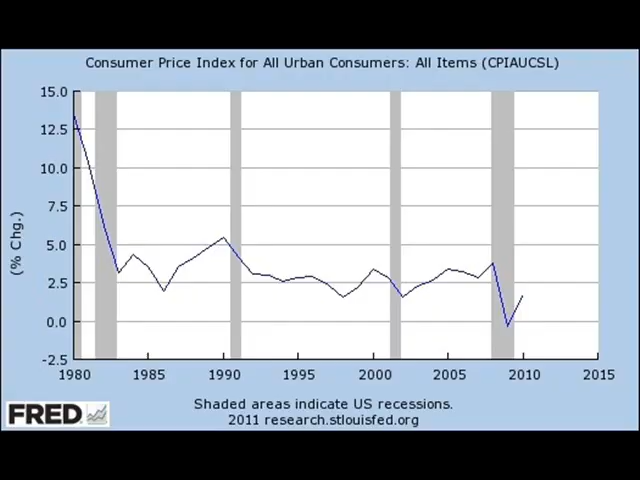 Consumer Price Index for All Urban Consumers: All Items (CPIAUCSL)
(% Chg.)
15.0
12.5
10.0
7.5
5.0
2.5
0.0
-2.5
1980 1985 1990 1995 2000 2005 2010 2015
Shaded areas indicate US recessions.
2011 research.stlouisfed.org
FRED